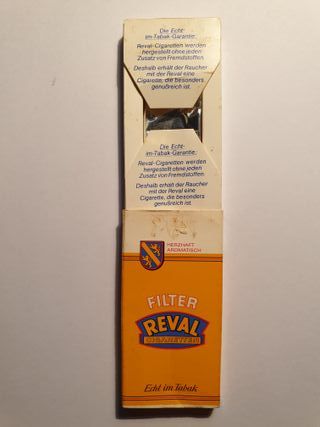 Die Echt-
im-Tabak-Garantie:
Reval-Cigaretten werden
hergestellt ohne jeden
Zusatz von Fremdstoffen.
Deshalb erhält der Raucher
mit der Reval eine
Cigarette, die besonders
genußreich ist.
Die Echt-
im-Tabak-Garantie:
Reval-Cigaretten werden
hergestellt ohne jeden
Zusatz von Fremdstoffen.
Deshalb erhält der Raucher
mit der Reval eine
Cigarette, die besonders
genußreich ist.
HERZHAFT
AROMATISCH
FILTER
REVAL
CIGARETTEN
Echt im Tabak